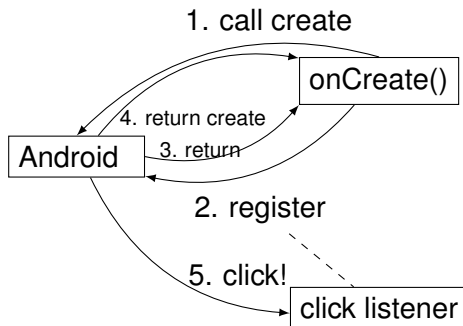 1. call create
onCreate()
4. return create
3. return
Android
2. register
5. click!
click listener